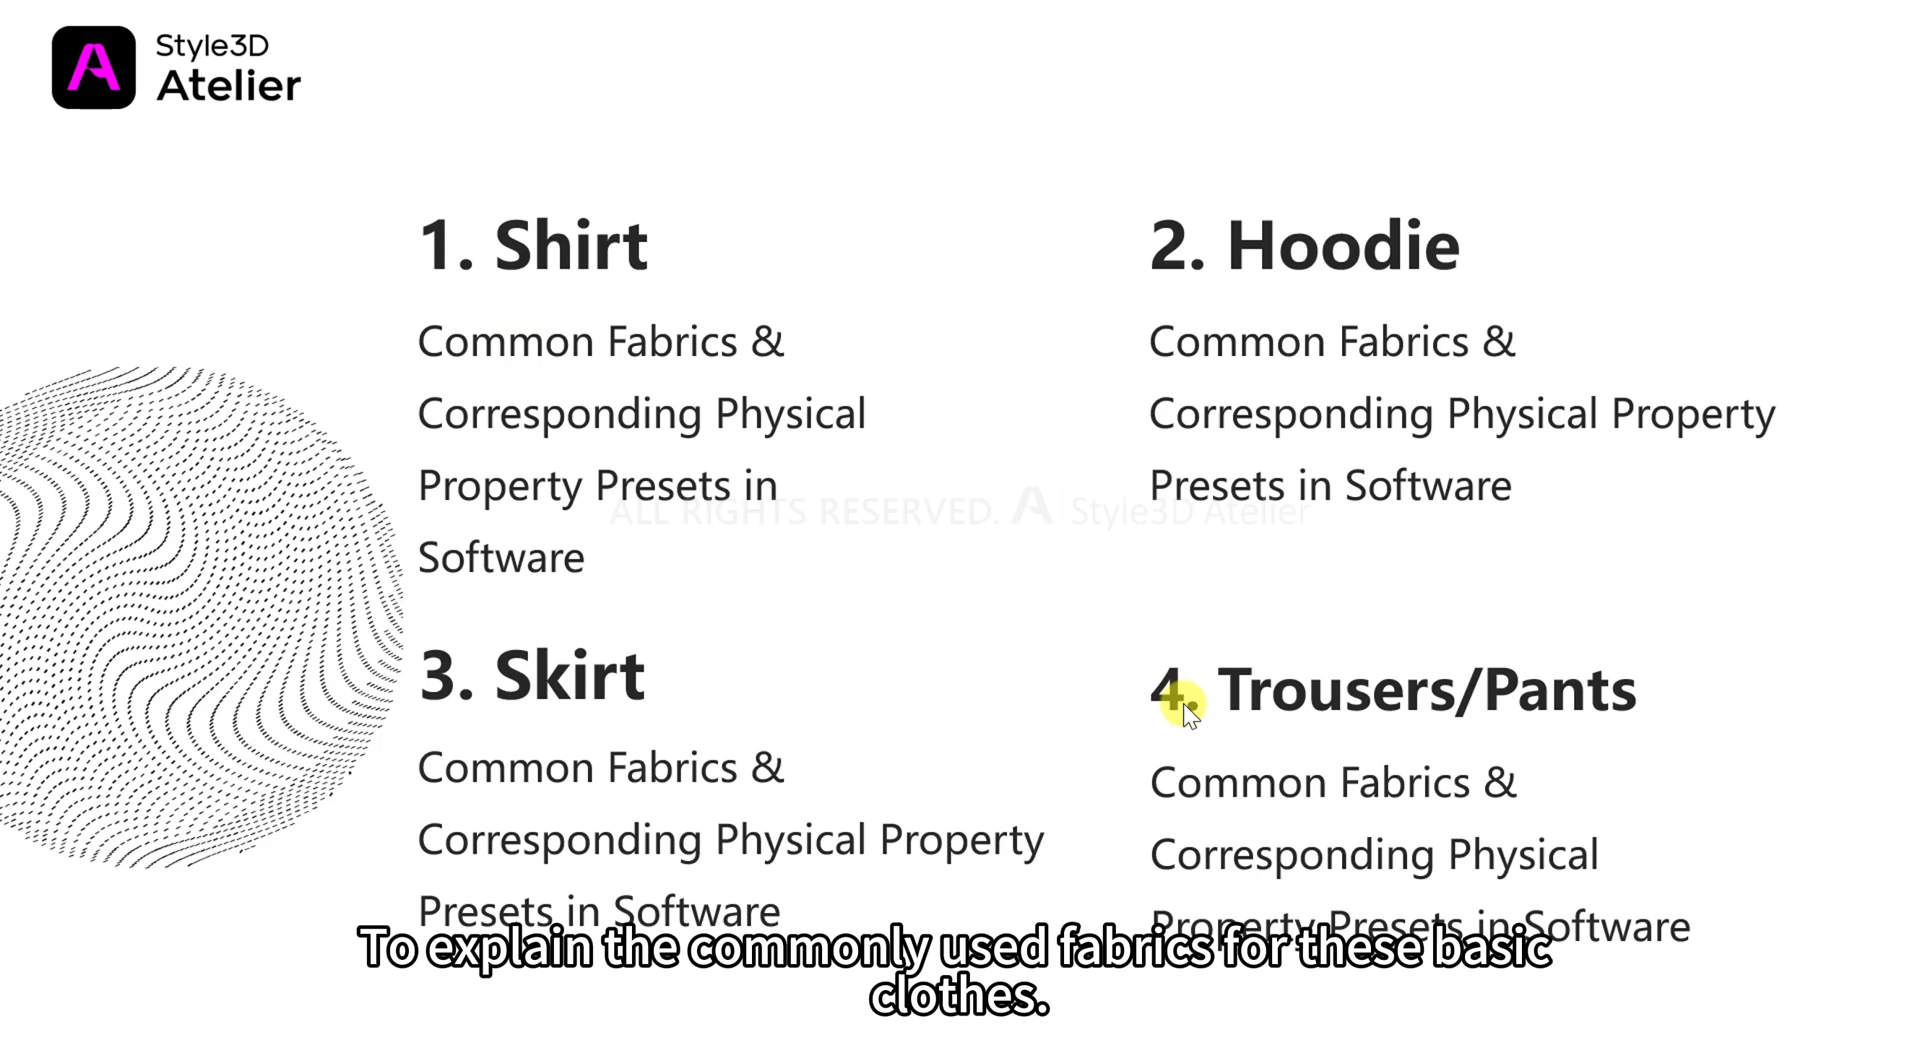 Style3D
Atelier
1. Shirt
Common Fabrics &
Corresponding Physical
Property Presets in
Software
2. Hoodie
Common Fabrics &
Corresponding Physical Property
Presets in Software
ALL RIGHTS RESERVED. Style3D Atelier
3. Skirt
Common Fabrics &
Corresponding Physical Property
Presets in Software
4. Trousers/Pants
Common Fabrics &
Corresponding Physical
Property Presets in Software
To explain the commonly used fabrics for these basic
clothes.